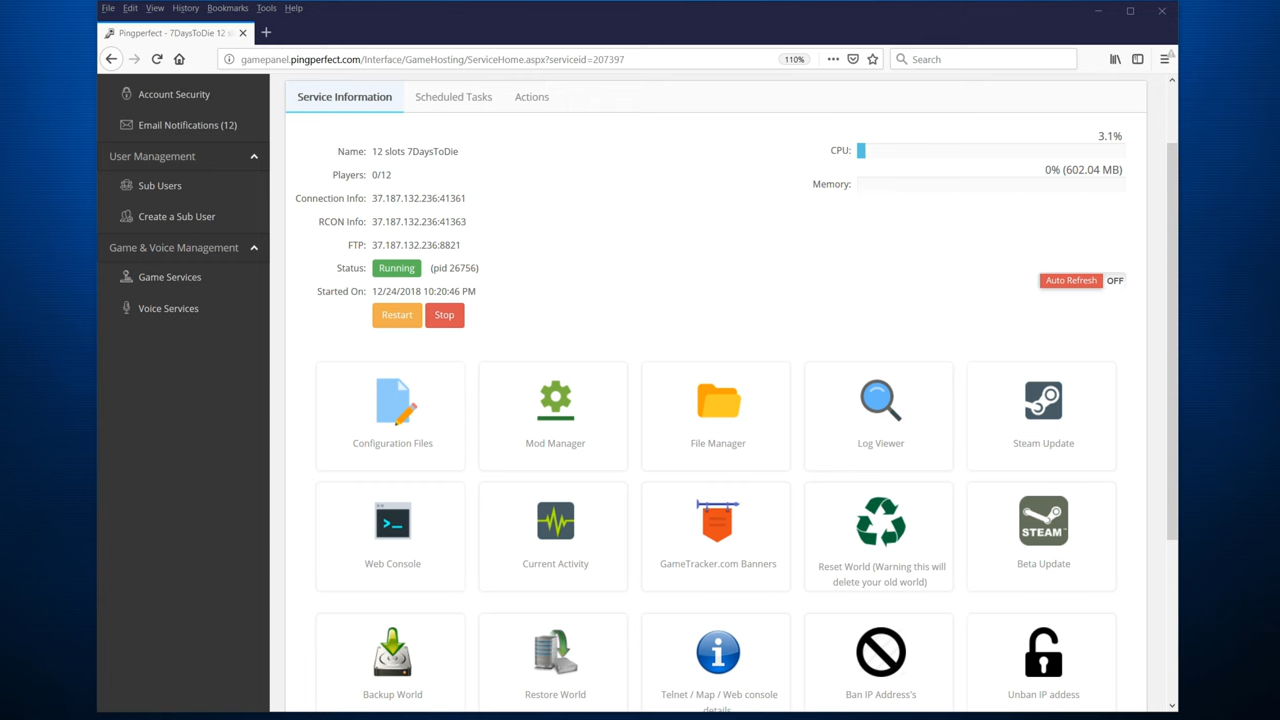 File Edit View History Bookmarks Tools Help
Pingperfect - 7DaysToDie 12 sl
gamepanel.pingperfect.com/Interface/GameHosting/ServiceHome.aspx?serviceid=207397
110%
Search
Account Security
Email Notifications (12)
User Management
Sub Users
Create a Sub User
Game & Voice Management
Game Services
Voice Services
Service Information
Scheduled Tasks
Actions
Name: 12 slots 7DaysToDie
Players: 0/12
Connection Info: 37.187.132.236:41361
RCON Info: 37.187.132.236:41363
FTP: 37.187.132.236:8821
Status: Running (pid 26756)
Started On: 12/24/2018 10:20:46 PM
Restart Stop
3.1%
CPU:
0% (602.04 MB)
Memory:
Auto Refresh OFF
Configuration Files
Mod Manager
File Manager
Log Viewer
Steam Update
>_
Web Console
Current Activity
GameTracker.com Banners
Reset World (Warning this will
delete your old world)
STEAM™
Beta Update
Backup World
Restore World
Telnet / Map / Web console
details
Ban IP Address's
Unban IP addess